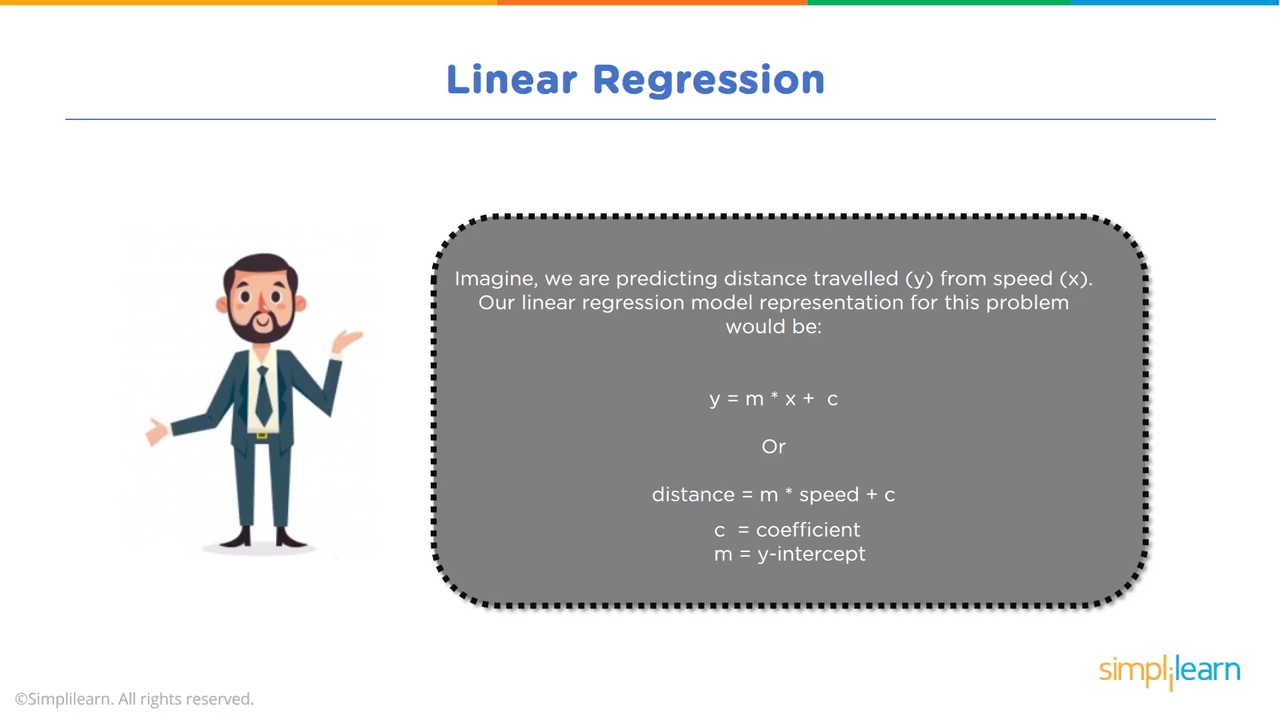 Linear Regression
Imagine, we are predicting distance travelled (y) from speed (x).
Our linear regression model representation for this problem
would be:
y = m * x + c
Or
distance = m * speed + c
c = coefficient
m = y-intercept
simplilearn
©Simplilearn. All rights reserved.